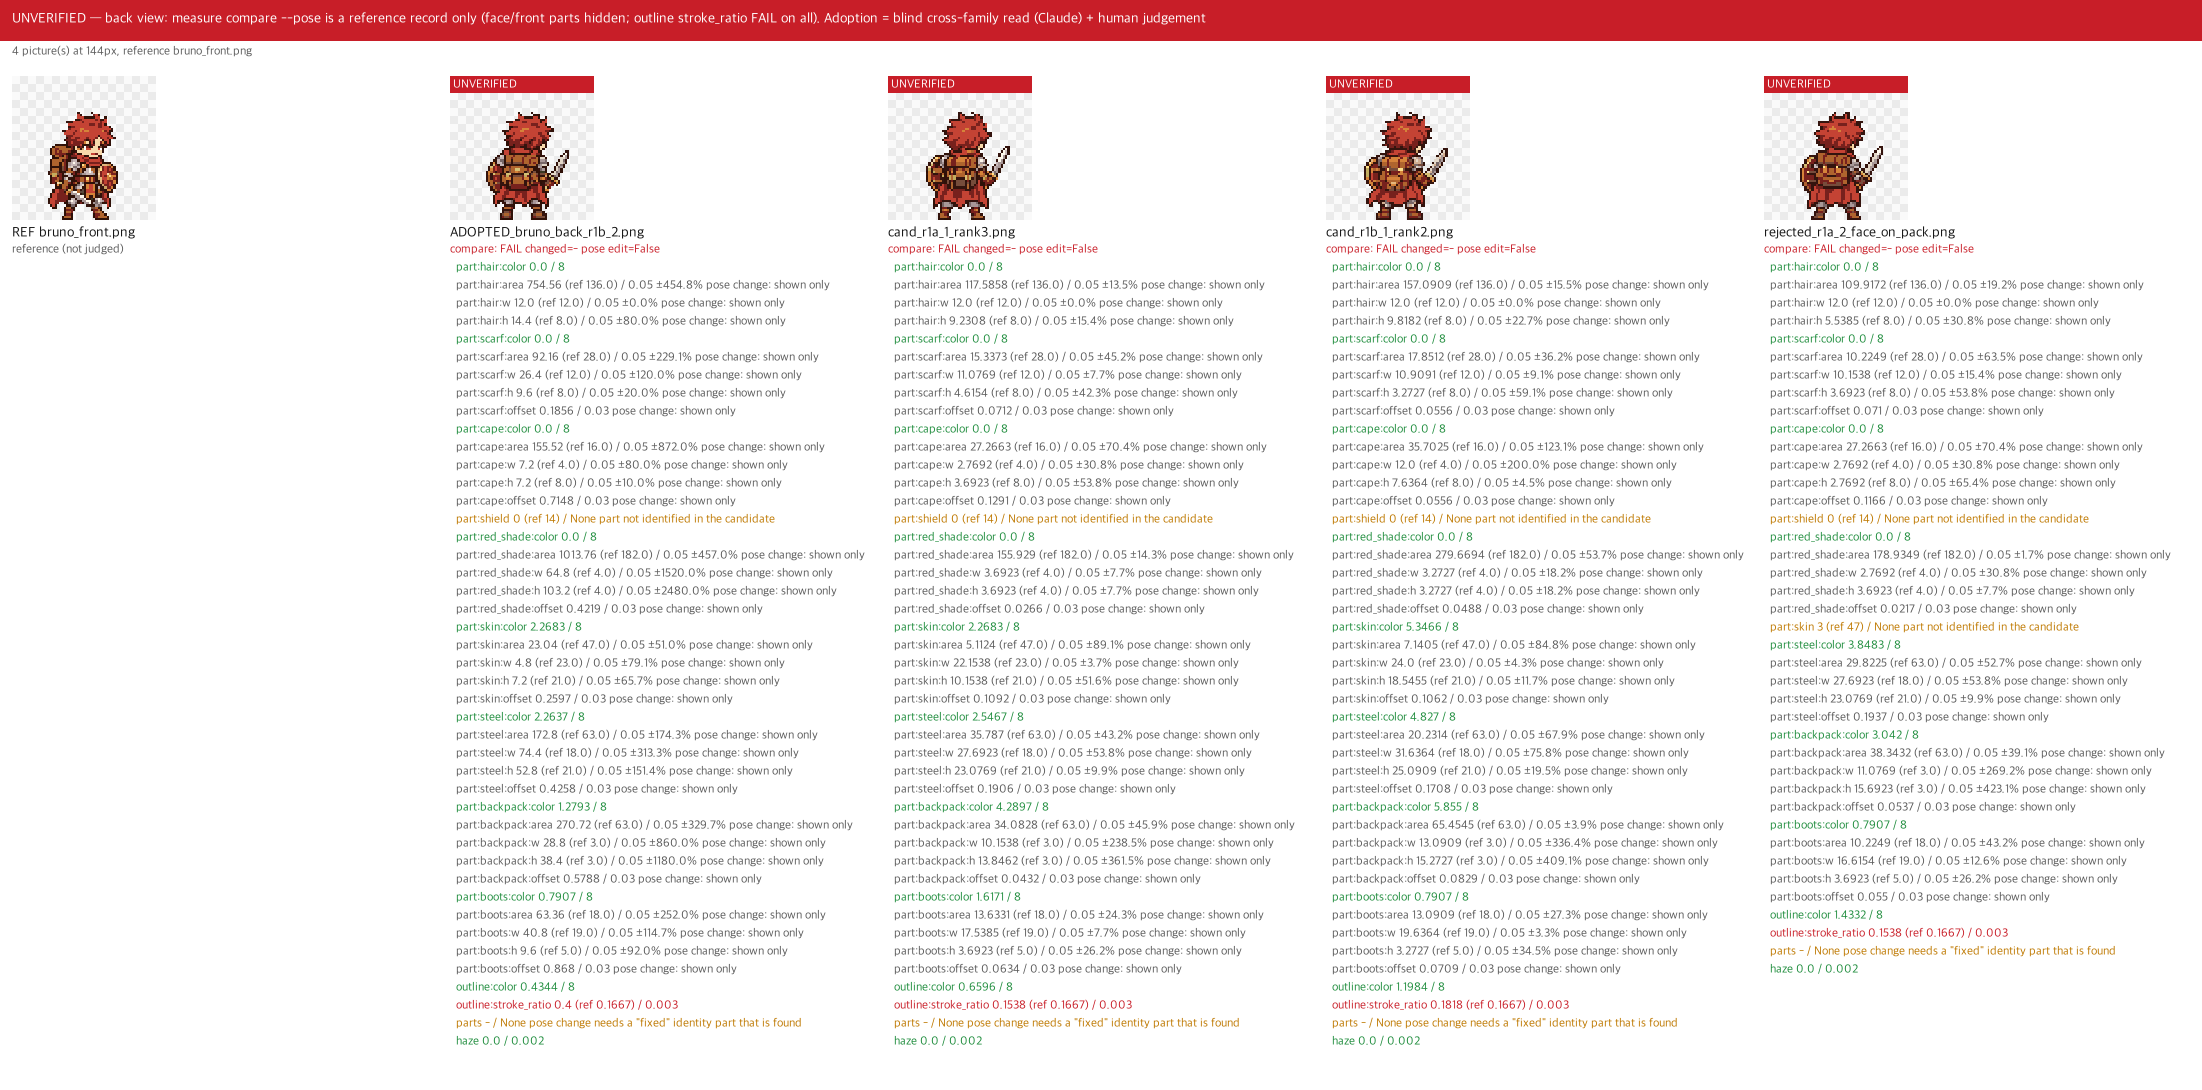 UNVERIFIED — back view: measure compare --pose is a reference record only (face/front parts hidden; outline stroke_ratio FAIL on all). Adoption = blind cross-family read (Claude) + human judgement
4 picture(s) at 144px, reference bruno_front.png
REF bruno_front.png
reference (not judged)
UNVERIFIED
ADOPTED_bruno_back_r1b_2.png
compare: FAIL changed=- pose edit=False
part:hair:color 0.0 / 8
part:hair:area 754.56 (ref 136.0) / 0.05 ±454.8% pose change: shown only
part:hair:w 12.0 (ref 12.0) / 0.05 ±0.0% pose change: shown only
part:hair:h 14.4 (ref 8.0) / 0.05 ±80.0% pose change: shown only
part:scarf:color 0.0 / 8
part:scarf:area 92.16 (ref 28.0) / 0.05 ±229.1% pose change: shown only
part:scarf:w 26.4 (ref 12.0) / 0.05 ±120.0% pose change: shown only
part:scarf:h 9.6 (ref 8.0) / 0.05 ±20.0% pose change: shown only
part:scarf:offset 0.1856 / 0.03 pose change: shown only
part:cape:color 0.0 / 8
part:cape:area 155.52 (ref 16.0) / 0.05 ±872.0% pose change: shown only
part:cape:w 7.2 (ref 4.0) / 0.05 ±80.0% pose change: shown only
part:cape:h 7.2 (ref 8.0) / 0.05 ±10.0% pose change: shown only
part:cape:offset 0.7148 / 0.03 pose change: shown only
part:shield 0 (ref 14) / None part not identified in the candidate
part:red_shade:color 0.0 / 8
part:red_shade:area 1013.76 (ref 182.0) / 0.05 ±457.0% pose change: shown only
part:red_shade:w 64.8 (ref 4.0) / 0.05 ±1520.0% pose change: shown only
part:red_shade:h 103.2 (ref 4.0) / 0.05 ±2480.0% pose change: shown only
part:red_shade:offset 0.4219 / 0.03 pose change: shown only
part:skin:color 2.2683 / 8
part:skin:area 23.04 (ref 47.0) / 0.05 ±51.0% pose change: shown only
part:skin:w 4.8 (ref 23.0) / 0.05 ±79.1% pose change: shown only
part:skin:h 7.2 (ref 21.0) / 0.05 ±65.7% pose change: shown only
part:skin:offset 0.2597 / 0.03 pose change: shown only
part:steel:color 2.2637 / 8
part:steel:area 172.8 (ref 63.0) / 0.05 ±174.3% pose change: shown only
part:steel:w 74.4 (ref 18.0) / 0.05 ±313.3% pose change: shown only
part:steel:h 52.8 (ref 21.0) / 0.05 ±151.4% pose change: shown only
part:steel:offset 0.4258 / 0.03 pose change: shown only
part:backpack:color 1.2793 / 8
part:backpack:area 270.72 (ref 63.0) / 0.05 ±329.7% pose change: shown only
part:backpack:w 28.8 (ref 3.0) / 0.05 ±860.0% pose change: shown only
part:backpack:h 38.4 (ref 3.0) / 0.05 ±1180.0% pose change: shown only
part:backpack:offset 0.5788 / 0.03 pose change: shown only
part:boots:color 0.7907 / 8
part:boots:area 63.36 (ref 18.0) / 0.05 ±252.0% pose change: shown only
part:boots:w 40.8 (ref 19.0) / 0.05 ±114.7% pose change: shown only
part:boots:h 9.6 (ref 5.0) / 0.05 ±92.0% pose change: shown only
part:boots:offset 0.868 / 0.03 pose change: shown only
outline:color 0.4344 / 8
outline:stroke_ratio 0.4 (ref 0.1667) / 0.003
parts - / None pose change needs a "fixed" identity part that is found
haze 0.0 / 0.002
UNVERIFIED
cand_r1a_1_rank3.png
compare: FAIL changed=- pose edit=False
part:hair:color 0.0 / 8
part:hair:area 117.5858 (ref 136.0) / 0.05 ±13.5% pose change: shown only
part:hair:w 12.0 (ref 12.0) / 0.05 ±0.0% pose change: shown only
part:hair:h 9.2308 (ref 8.0) / 0.05 ±15.4% pose change: shown only
part:scarf:color 0.0 / 8
part:scarf:area 15.3373 (ref 28.0) / 0.05 ±45.2% pose change: shown only
part:scarf:w 11.0769 (ref 12.0) / 0.05 ±7.7% pose change: shown only
part:scarf:h 4.6154 (ref 8.0) / 0.05 ±42.3% pose change: shown only
part:scarf:offset 0.0712 / 0.03 pose change: shown only
part:cape:color 0.0 / 8
part:cape:area 27.2663 (ref 16.0) / 0.05 ±70.4% pose change: shown only
part:cape:w 2.7692 (ref 4.0) / 0.05 ±30.8% pose change: shown only
part:cape:h 3.6923 (ref 8.0) / 0.05 ±53.8% pose change: shown only
part:cape:offset 0.1291 / 0.03 pose change: shown only
part:shield 0 (ref 14) / None part not identified in the candidate
part:red_shade:color 0.0 / 8
part:red_shade:area 155.929 (ref 182.0) / 0.05 ±14.3% pose change: shown only
part:red_shade:w 3.6923 (ref 4.0) / 0.05 ±7.7% pose change: shown only
part:red_shade:h 3.6923 (ref 4.0) / 0.05 ±7.7% pose change: shown only
part:red_shade:offset 0.0266 / 0.03 pose change: shown only
part:skin:color 2.2683 / 8
part:skin:area 5.1124 (ref 47.0) / 0.05 ±89.1% pose change: shown only
part:skin:w 22.1538 (ref 23.0) / 0.05 ±3.7% pose change: shown only
part:skin:h 10.1538 (ref 21.0) / 0.05 ±51.6% pose change: shown only
part:skin:offset 0.1092 / 0.03 pose change: shown only
part:steel:color 2.5467 / 8
part:steel:area 35.787 (ref 63.0) / 0.05 ±43.2% pose change: shown only
part:steel:w 27.6923 (ref 18.0) / 0.05 ±53.8% pose change: shown only
part:steel:h 23.0769 (ref 21.0) / 0.05 ±9.9% pose change: shown only
part:steel:offset 0.1906 / 0.03 pose change: shown only
part:backpack:color 4.2897 / 8
part:backpack:area 34.0828 (ref 63.0) / 0.05 ±45.9% pose change: shown only
part:backpack:w 10.1538 (ref 3.0) / 0.05 ±238.5% pose change: shown only
part:backpack:h 13.8462 (ref 3.0) / 0.05 ±361.5% pose change: shown only
part:backpack:offset 0.0432 / 0.03 pose change: shown only
part:boots:color 1.6171 / 8
part:boots:area 13.6331 (ref 18.0) / 0.05 ±24.3% pose change: shown only
part:boots:w 17.5385 (ref 19.0) / 0.05 ±7.7% pose change: shown only
part:boots:h 3.6923 (ref 5.0) / 0.05 ±26.2% pose change: shown only
part:boots:offset 0.0634 / 0.03 pose change: shown only
outline:color 0.6596 / 8
outline:stroke_ratio 0.1538 (ref 0.1667) / 0.003
parts - / None pose change needs a "fixed" identity part that is found
haze 0.0 / 0.002
UNVERIFIED
cand_r1b_1_rank2.png
compare: FAIL changed=- pose edit=False
part:hair:color 0.0 / 8
part:hair:area 157.0909 (ref 136.0) / 0.05 ±15.5% pose change: shown only
part:hair:w 12.0 (ref 12.0) / 0.05 ±0.0% pose change: shown only
part:hair:h 9.8182 (ref 8.0) / 0.05 ±22.7% pose change: shown only
part:scarf:color 0.0 / 8
part:scarf:area 17.8512 (ref 28.0) / 0.05 ±36.2% pose change: shown only
part:scarf:w 10.9091 (ref 12.0) / 0.05 ±9.1% pose change: shown only
part:scarf:h 3.2727 (ref 8.0) / 0.05 ±59.1% pose change: shown only
part:scarf:offset 0.0556 / 0.03 pose change: shown only
part:cape:color 0.0 / 8
part:cape:area 35.7025 (ref 16.0) / 0.05 ±123.1% pose change: shown only
part:cape:w 12.0 (ref 4.0) / 0.05 ±200.0% pose change: shown only
part:cape:h 7.6364 (ref 8.0) / 0.05 ±4.5% pose change: shown only
part:cape:offset 0.0556 / 0.03 pose change: shown only
part:shield 0 (ref 14) / None part not identified in the candidate
part:red_shade:color 0.0 / 8
part:red_shade:area 279.6694 (ref 182.0) / 0.05 ±53.7% pose change: shown only
part:red_shade:w 3.2727 (ref 4.0) / 0.05 ±18.2% pose change: shown only
part:red_shade:h 3.2727 (ref 4.0) / 0.05 ±18.2% pose change: shown only
part:red_shade:offset 0.0488 / 0.03 pose change: shown only
part:skin:color 5.3466 / 8
part:skin:area 7.1405 (ref 47.0) / 0.05 ±84.8% pose change: shown only
part:skin:w 24.0 (ref 23.0) / 0.05 ±4.3% pose change: shown only
part:skin:h 18.5455 (ref 21.0) / 0.05 ±11.7% pose change: shown only
part:skin:offset 0.1062 / 0.03 pose change: shown only
part:steel:color 4.827 / 8
part:steel:area 20.2314 (ref 63.0) / 0.05 ±67.9% pose change: shown only
part:steel:w 31.6364 (ref 18.0) / 0.05 ±75.8% pose change: shown only
part:steel:h 25.0909 (ref 21.0) / 0.05 ±19.5% pose change: shown only
part:steel:offset 0.1708 / 0.03 pose change: shown only
part:backpack:color 5.855 / 8
part:backpack:area 65.4545 (ref 63.0) / 0.05 ±3.9% pose change: shown only
part:backpack:w 13.0909 (ref 3.0) / 0.05 ±336.4% pose change: shown only
part:backpack:h 15.2727 (ref 3.0) / 0.05 ±409.1% pose change: shown only
part:backpack:offset 0.0829 / 0.03 pose change: shown only
part:boots:color 0.7907 / 8
part:boots:area 13.0909 (ref 18.0) / 0.05 ±27.3% pose change: shown only
part:boots:w 19.6364 (ref 19.0) / 0.05 ±3.3% pose change: shown only
part:boots:h 3.2727 (ref 5.0) / 0.05 ±34.5% pose change: shown only
part:boots:offset 0.0709 / 0.03 pose change: shown only
outline:color 1.1984 / 8
outline:stroke_ratio 0.1818 (ref 0.1667) / 0.003
parts - / None pose change needs a "fixed" identity part that is found
haze 0.0 / 0.002
UNVERIFIED
rejected_r1a_2_face_on_pack.png
compare: FAIL changed=- pose edit=False
part:hair:color 0.0 / 8
part:hair:area 109.9172 (ref 136.0) / 0.05 ±19.2% pose change: shown only
part:hair:w 12.0 (ref 12.0) / 0.05 ±0.0% pose change: shown only
part:hair:h 5.5385 (ref 8.0) / 0.05 ±30.8% pose change: shown only
part:scarf:color 0.0 / 8
part:scarf:area 10.2249 (ref 28.0) / 0.05 ±63.5% pose change: shown only
part:scarf:w 10.1538 (ref 12.0) / 0.05 ±15.4% pose change: shown only
part:scarf:h 3.6923 (ref 8.0) / 0.05 ±53.8% pose change: shown only
part:scarf:offset 0.071 / 0.03 pose change: shown only
part:cape:color 0.0 / 8
part:cape:area 27.2663 (ref 16.0) / 0.05 ±70.4% pose change: shown only
part:cape:w 2.7692 (ref 4.0) / 0.05 ±30.8% pose change: shown only
part:cape:h 2.7692 (ref 8.0) / 0.05 ±65.4% pose change: shown only
part:cape:offset 0.1166 / 0.03 pose change: shown only
part:shield 0 (ref 14) / None part not identified in the candidate
part:red_shade:color 0.0 / 8
part:red_shade:area 178.9349 (ref 182.0) / 0.05 ±1.7% pose change: shown only
part:red_shade:w 2.7692 (ref 4.0) / 0.05 ±30.8% pose change: shown only
part:red_shade:h 3.6923 (ref 4.0) / 0.05 ±7.7% pose change: shown only
part:red_shade:offset 0.0217 / 0.03 pose change: shown only
part:skin 3 (ref 47) / None part not identified in the candidate
part:steel:color 3.8483 / 8
part:steel:area 29.8225 (ref 63.0) / 0.05 ±52.7% pose change: shown only
part:steel:w 27.6923 (ref 18.0) / 0.05 ±53.8% pose change: shown only
part:steel:h 23.0769 (ref 21.0) / 0.05 ±9.9% pose change: shown only
part:steel:offset 0.1937 / 0.03 pose change: shown only
part:backpack:color 3.042 / 8
part:backpack:area 38.3432 (ref 63.0) / 0.05 ±39.1% pose change: shown only
part:backpack:w 11.0769 (ref 3.0) / 0.05 ±269.2% pose change: shown only
part:backpack:h 15.6923 (ref 3.0) / 0.05 ±423.1% pose change: shown only
part:backpack:offset 0.0537 / 0.03 pose change: shown only
part:boots:color 0.7907 / 8
part:boots:area 10.2249 (ref 18.0) / 0.05 ±43.2% pose change: shown only
part:boots:w 16.6154 (ref 19.0) / 0.05 ±12.6% pose change: shown only
part:boots:h 3.6923 (ref 5.0) / 0.05 ±26.2% pose change: shown only
part:boots:offset 0.055 / 0.03 pose change: shown only
outline:color 1.4332 / 8
outline:stroke_ratio 0.1538 (ref 0.1667) / 0.003
parts - / None pose change needs a "fixed" identity part that is found
haze 0.0 / 0.002